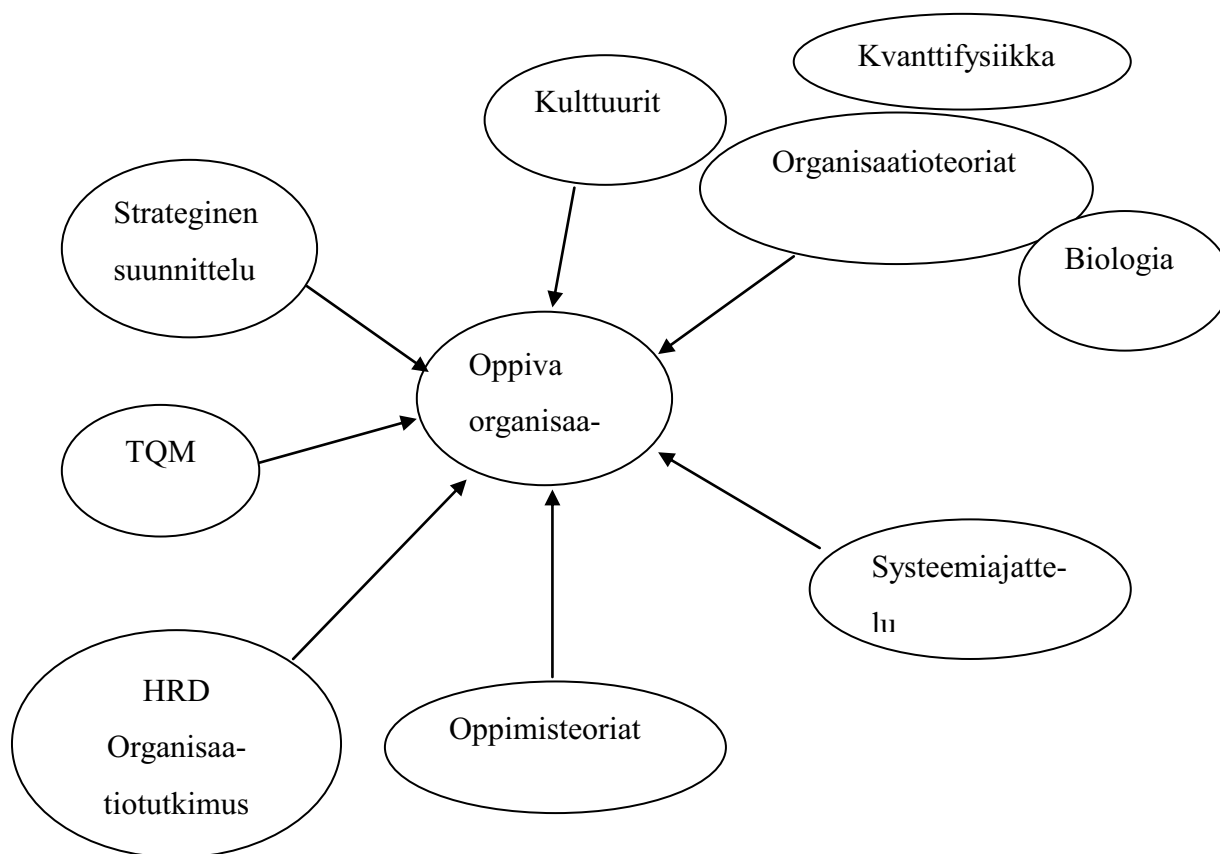 Kvanttifysiikka
Kulttuurit
Organisaatioteoriat
Strateginen
suunnittelu
Biologia
Oppiva
organisaa-
TQM
Systeemiajatte-
lu
HRD
Organisaa-
tiotutkimus
Oppimisteoriat